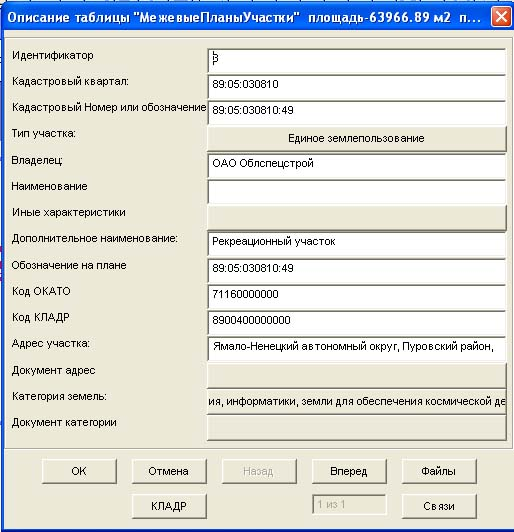 Описание таблицы "МежевыеПланыУчастки" площадь-63966.89 м2 п...
Идентификатор
Кадастровый квартал: 89:05:030810
Кадастровый Номер или обозначение 89:05:030810:49
Тип участка: Единое землепользование
Владелец: ОАО Облспецстрой
Наименование
Иные характеристики
Дополнительное наименование: Рекреационный участок
Обозначение на плане 89:05:030810:49
Код ОКАТО 71160000000
Код КЛАДР 8900400000000
Адрес участка: Ямало-Ненецкий автономный округ, Пуровский район,
Документ адрес
Категория земель: ия, информатики, земли для обеспечения космической де
Документ категории
OK Отмена Назад Вперед Файлы
КЛАДР 1 из 1 Связи